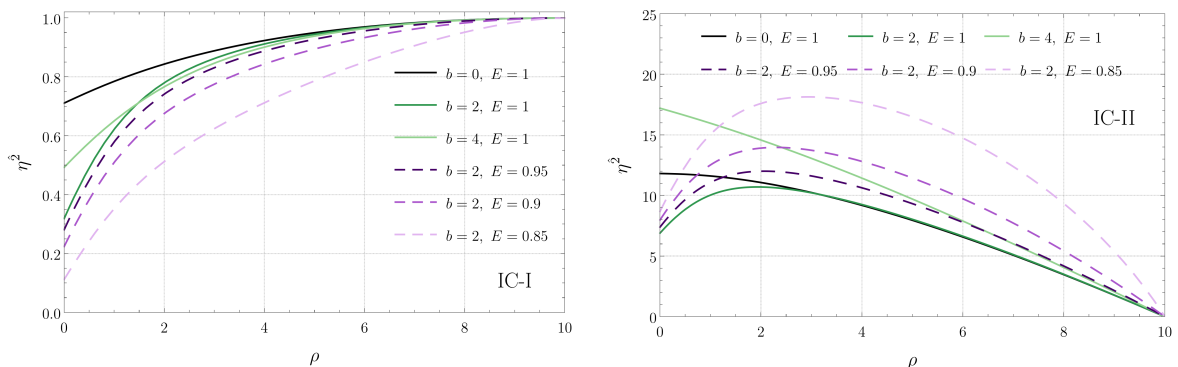 1.0
0.8
0.6
0.4
0.2
0.0
η^2̂
b = 0, E = 1
b = 2, E = 1
b = 4, E = 1
b = 2, E = 0.95
b = 2, E = 0.9
b = 2, E = 0.85
IC-I
0 2 4 6 8 10
ρ
25
20
15
10
5
0
η^2̂
b = 0, E = 1 b = 2, E = 1 b = 4, E = 1
b = 2, E = 0.95 b = 2, E = 0.9 b = 2, E = 0.85
IC-II
0 2 4 6 8 10
ρ